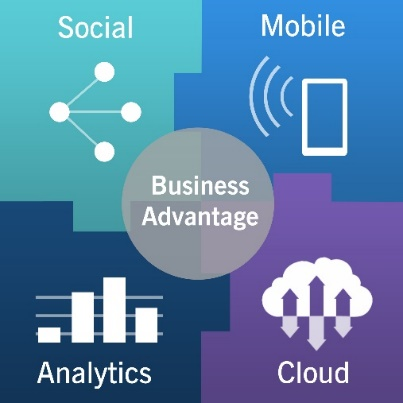 Social
Mobile
Business
Advantage
Analytics
Cloud